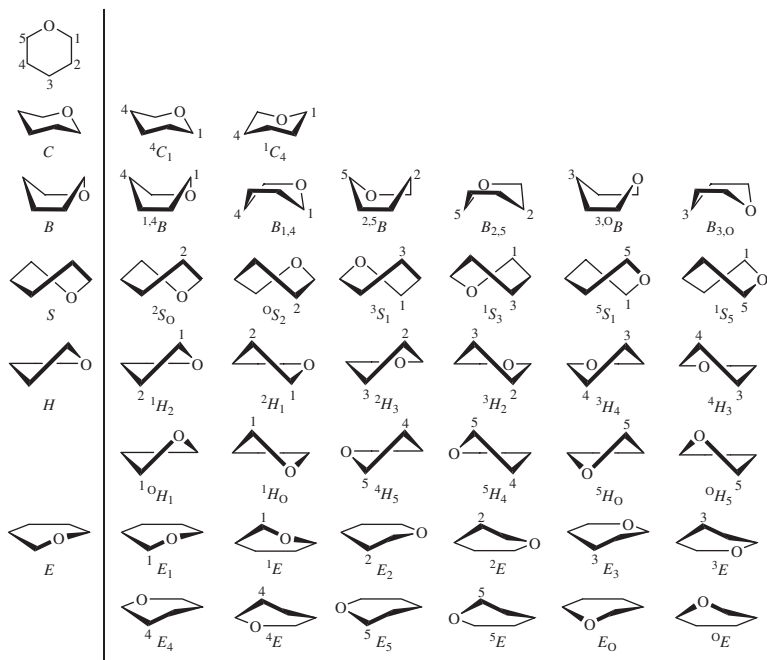 O
5 1
4 2
3
O O O
4 1
4 1
C ⁴C₁ ¹C₄
4 1 5 2 3
O O O O O O O
4 1 5 2 3
B ¹,⁴B B₁,₄ ²,⁵B B₂,₅ ³,ᴼB B₃,O
2 3 1 5 1
O O O O O O O
2 1 3 1 5
S ²Sₒ ᴼS₂ ³S₁ ¹S₃ ⁵S₁ ¹S₅
1 2 2 3 3 4
O O O O O O O
2 1 3 2 4 3
H ¹H₂ ²H₁ ²H₃ ³H₂ ³H₄ ⁴H₃
1 4 5 5
O O O O O O
1 5 4 5
ᴼH₁ ¹Hₒ ⁴H₅ ⁵H₄ ⁵Hₒ ᴼH₅
1 2 3
O O O O O O O
1 2 3
E E₁ ¹E E₂ ²E E₃ ³E
4 5
O O O O O O
4 5
E₄ ⁴E E₅ ⁵E Eₒ ᴼE